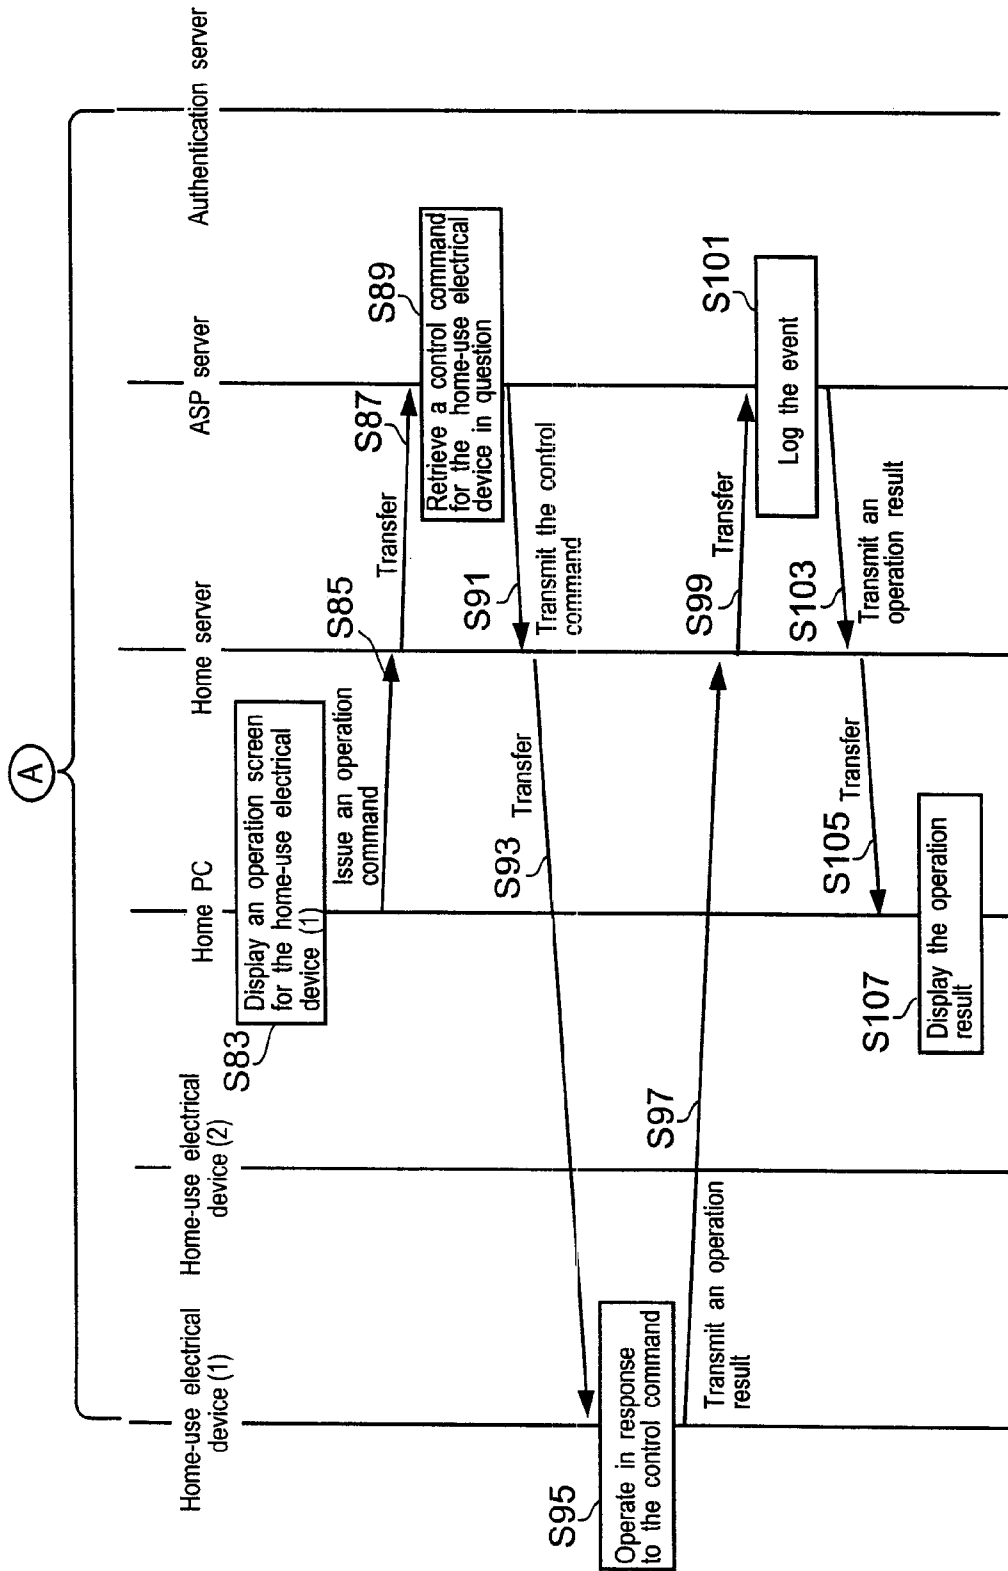 A
Home-use electrical
device (1)
Home-use electrical
device (2)
Home PC
Home server
ASP server
Authentication server
S83
Display an operation screen
for the home-use electrical
device (1)
Issue an operation
command
S85
Transfer
S87
S89
Retrieve a control command
for the home-use electrical
device in question
S91
Transmit the control
command
S93
Transfer
S95
Operate in response
to the control command
Transmit an operation
result
S97
S99
Transfer
S101
Log the event
S103
Transmit an
operation result
S105
Transfer
S107
Display the operation
result